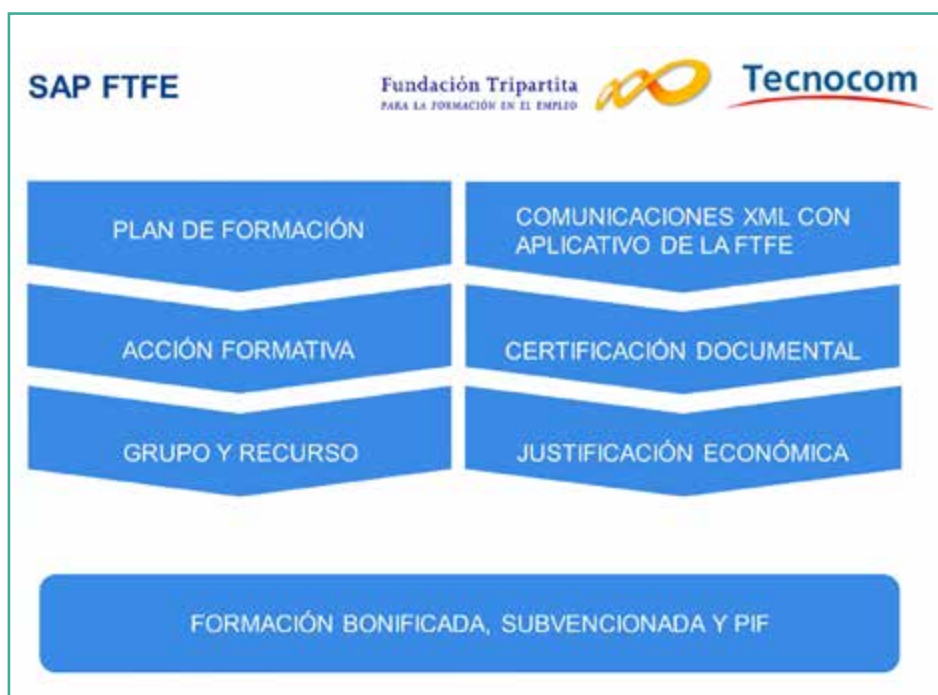 SAP FTFE
Fundación Tripartita
PARA LA FORMACIÓN EN EL EMPLEO
Tecnocom
PLAN DE FORMACIÓN
ACCIÓN FORMATIVA
GRUPO Y RECURSO
COMUNICACIONES XML CON
APLICATIVO DE LA FTFE
CERTIFICACIÓN DOCUMENTAL
JUSTIFICACIÓN ECONÓMICA
FORMACIÓN BONIFICADA, SUBVENCIONADA Y PIF